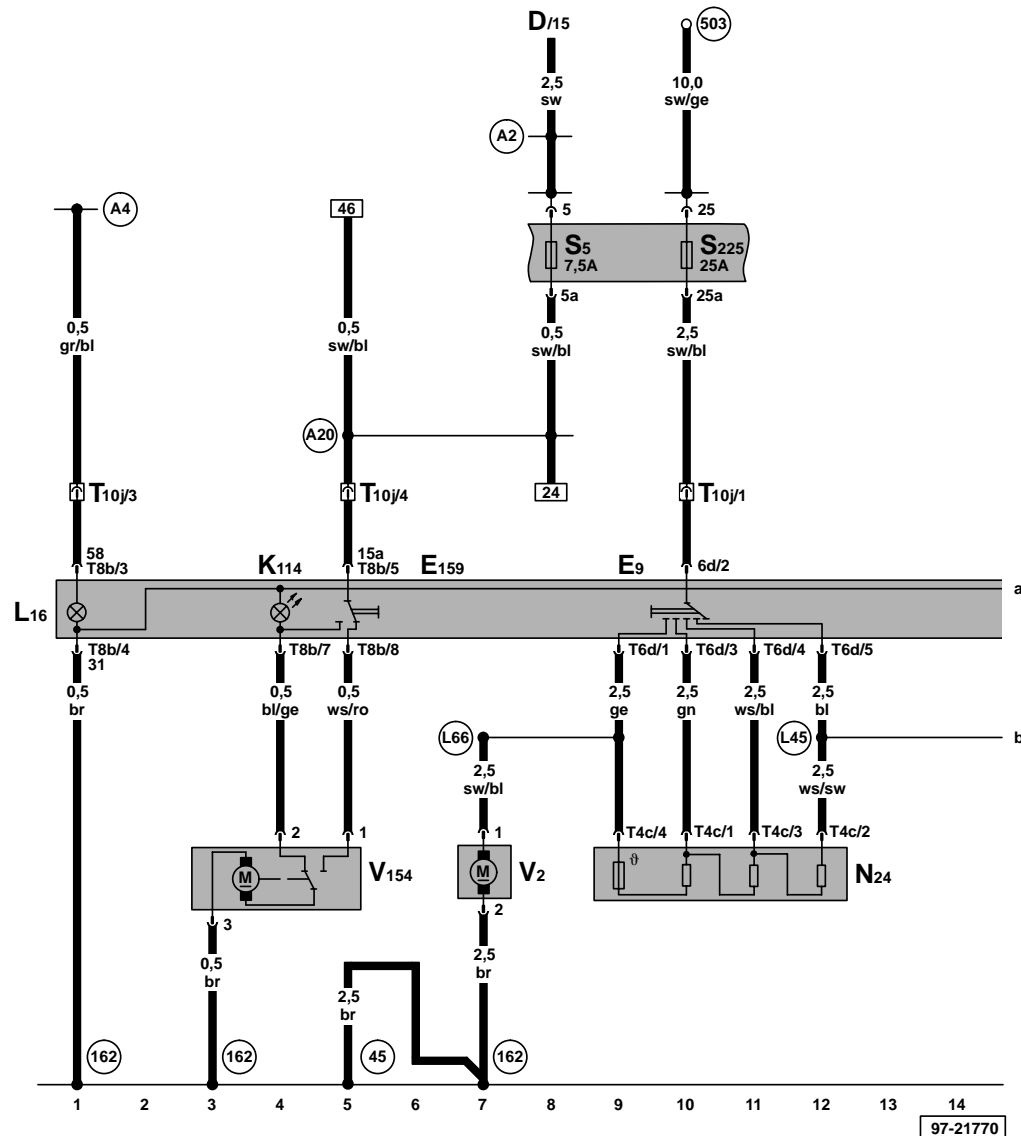 D/15
503
2,5
sw
10,0
sw/ge
A2
A4
46
5
25
S5
7,5A
S225
25A
5a
25a
0,5
gr/bl
0,5
sw/bl
0,5
sw/bl
2,5
sw/bl
A20
24
T10j/3
T10j/4
T10j/1
58
T8b/3
K114
15a
T8b/5
E159
E9
6d/2
a
L16
T8b/4
31
T8b/7
T8b/8
T6d/1
T6d/3
T6d/4
T6d/5
0,5
br
0,5
bl/ge
0,5
ws/ro
2,5
ge
2,5
gn
2,5
ws/bl
2,5
bl
L66
L45
b
2,5
sw/bl
2,5
ws/sw
2
1
1
T4c/4
T4c/1
T4c/3
T4c/2
M
V154
M
V2
ϑ
N24
3
2
0,5
br
2,5
br
2,5
br
162
162
45
162
1 2 3 4 5 6 7 8 9 10 11 12 13 14
97-21770